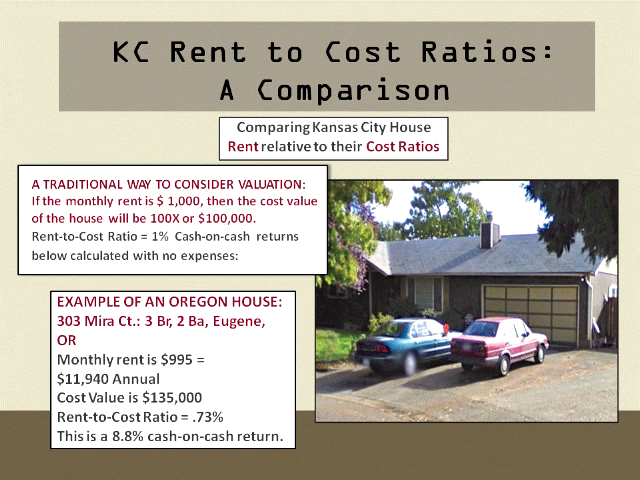 KC Rent to Cost Ratios:
A Comparison
Comparing Kansas City House
Rent relative to their Cost Ratios
A TRADITIONAL WAY TO CONSIDER VALUATION:
If the monthly rent is $ 1,000, then the cost value
of the house will be 100X or $100,000.
Rent-to-Cost Ratio = 1% Cash-on-cash returns
below calculated with no expenses:
EXAMPLE OF AN OREGON HOUSE:
303 Mira Ct.: 3 Br, 2 Ba, Eugene,
OR
Monthly rent is $995 =
$11,940 Annual
Cost Value is $135,000
Rent-to-Cost Ratio = .73%
This is a 8.8% cash-on-cash return.